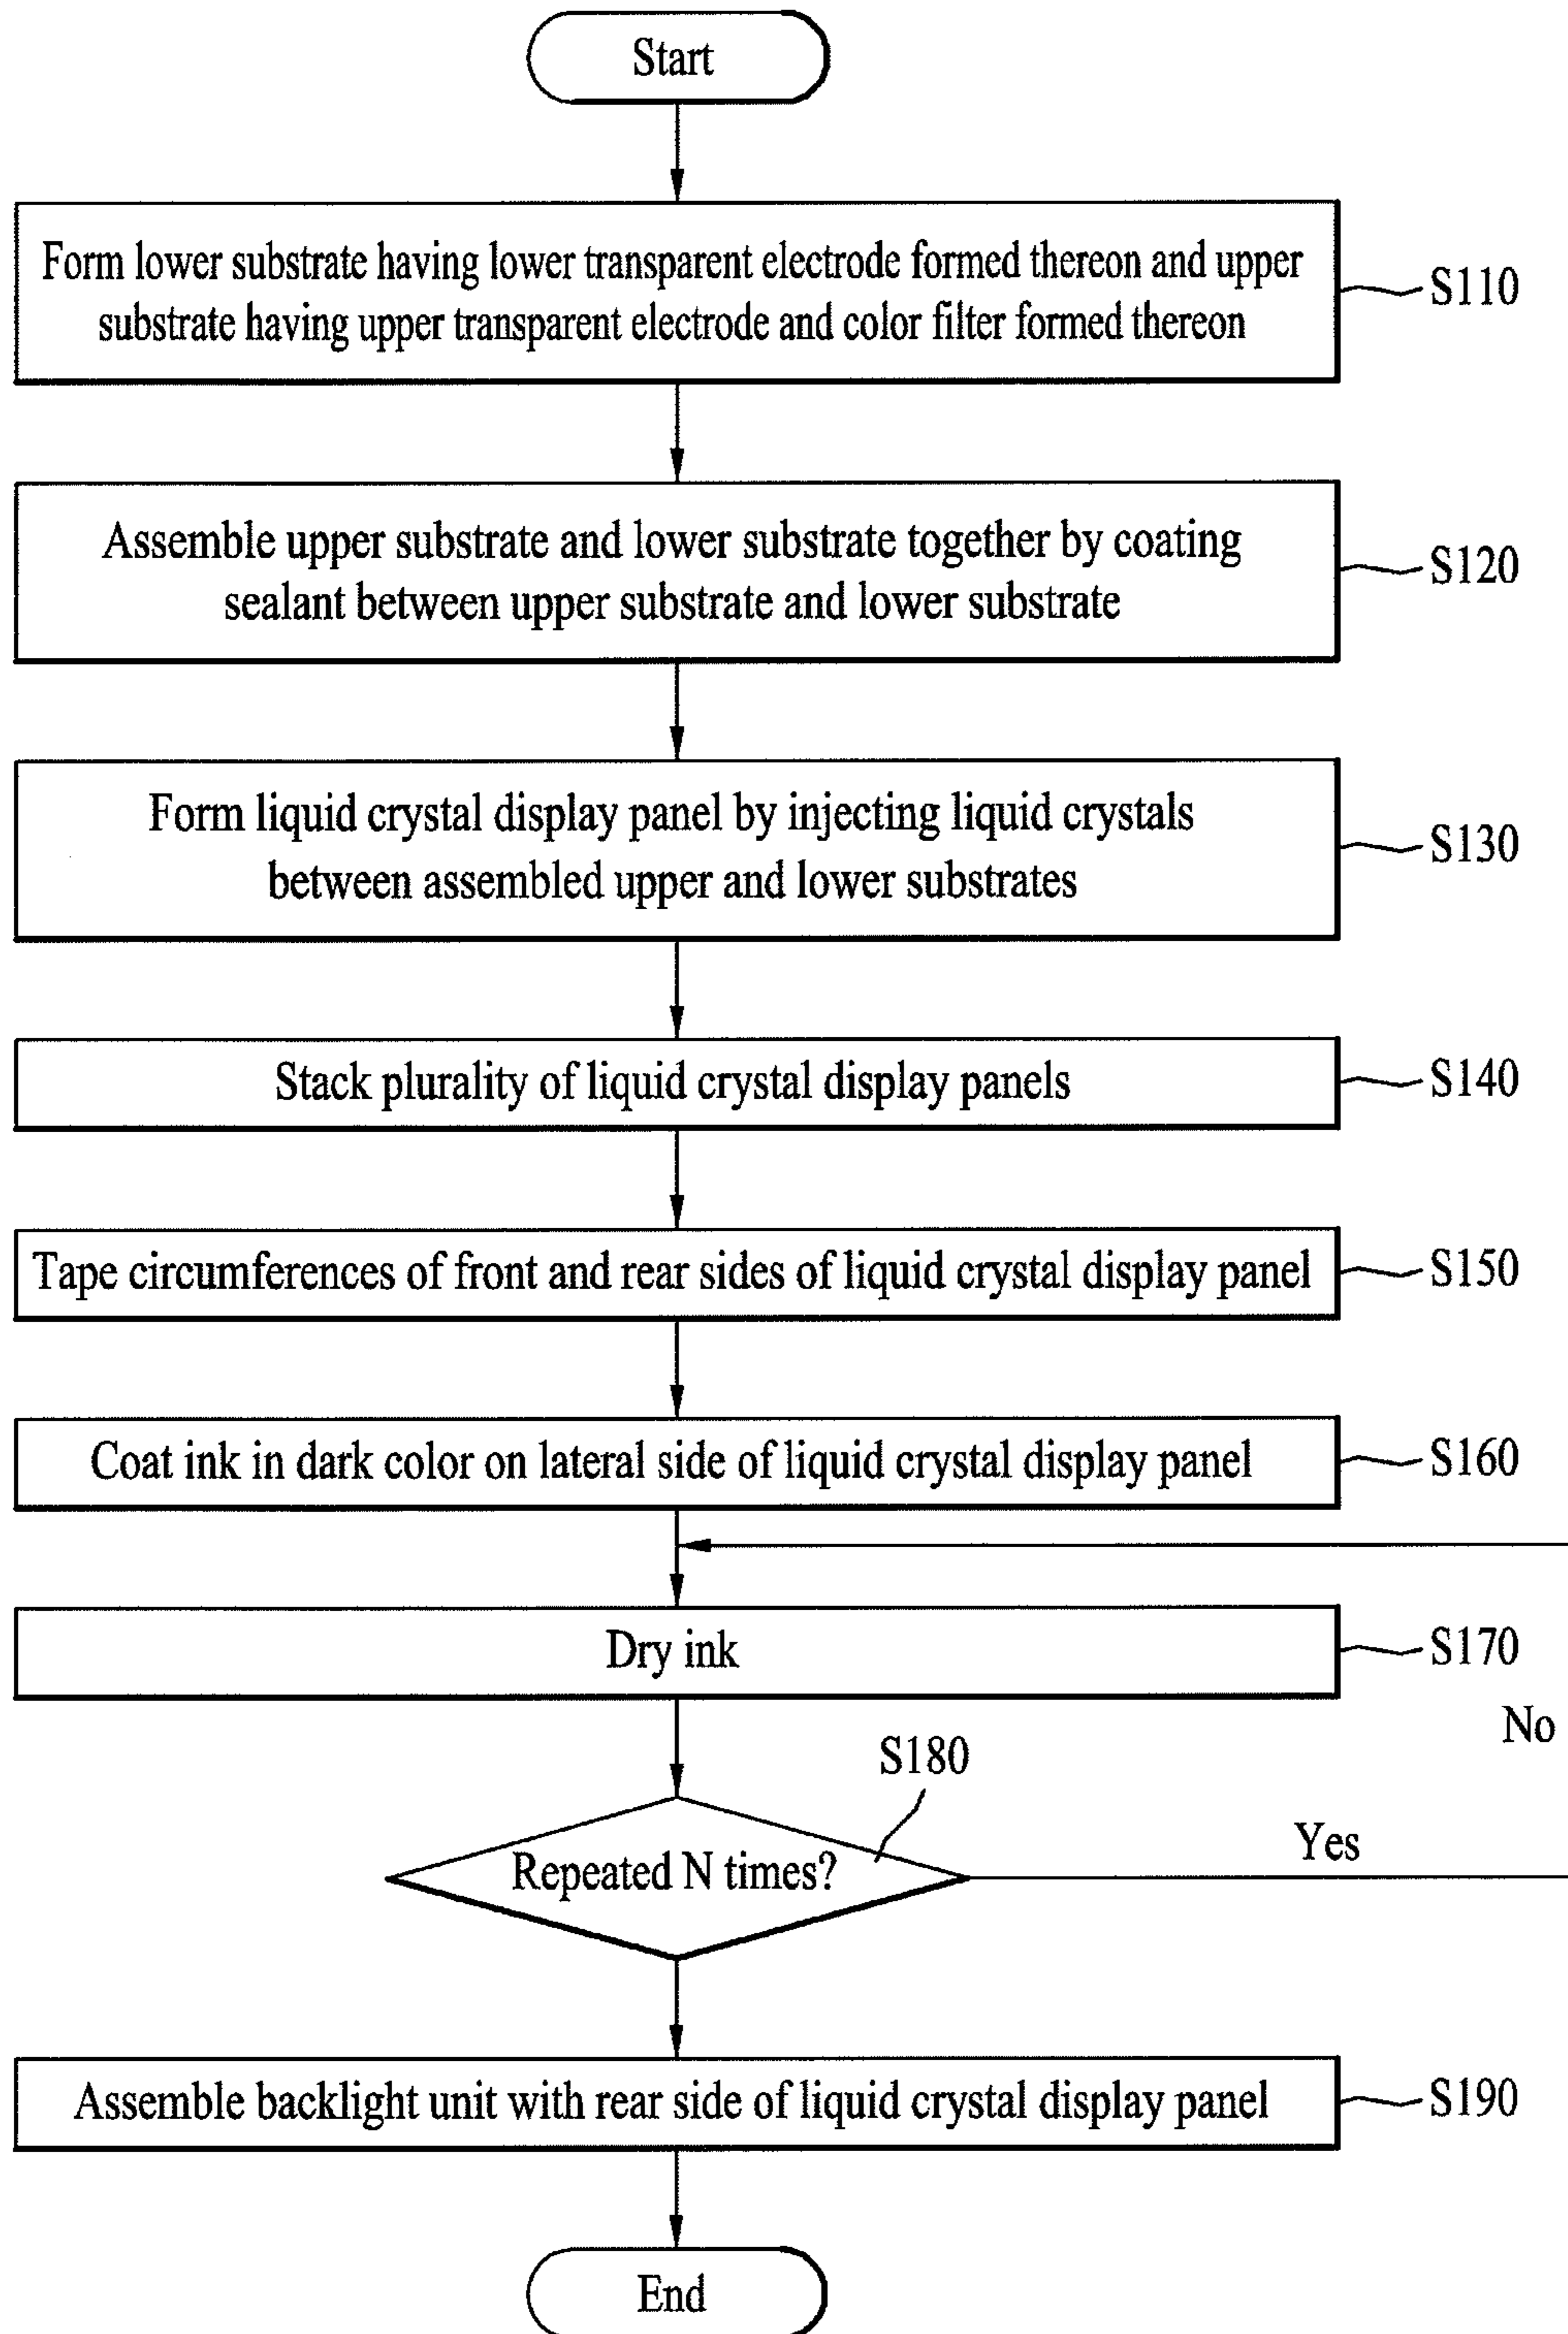 Start
Form lower substrate having lower transparent electrode formed thereon and upper
substrate having upper transparent electrode and color filter formed thereon
S110
Assemble upper substrate and lower substrate together by coating
sealant between upper substrate and lower substrate
S120
Form liquid crystal display panel by injecting liquid crystals
between assembled upper and lower substrates
S130
Stack plurality of liquid crystal display panels
S140
Tape circumferences of front and rear sides of liquid crystal display panel
S150
Coat ink in dark color on lateral side of liquid crystal display panel
S160
Dry ink
S170
No
S180
Repeated N times?
Yes
Assemble backlight unit with rear side of liquid crystal display panel
S190
End